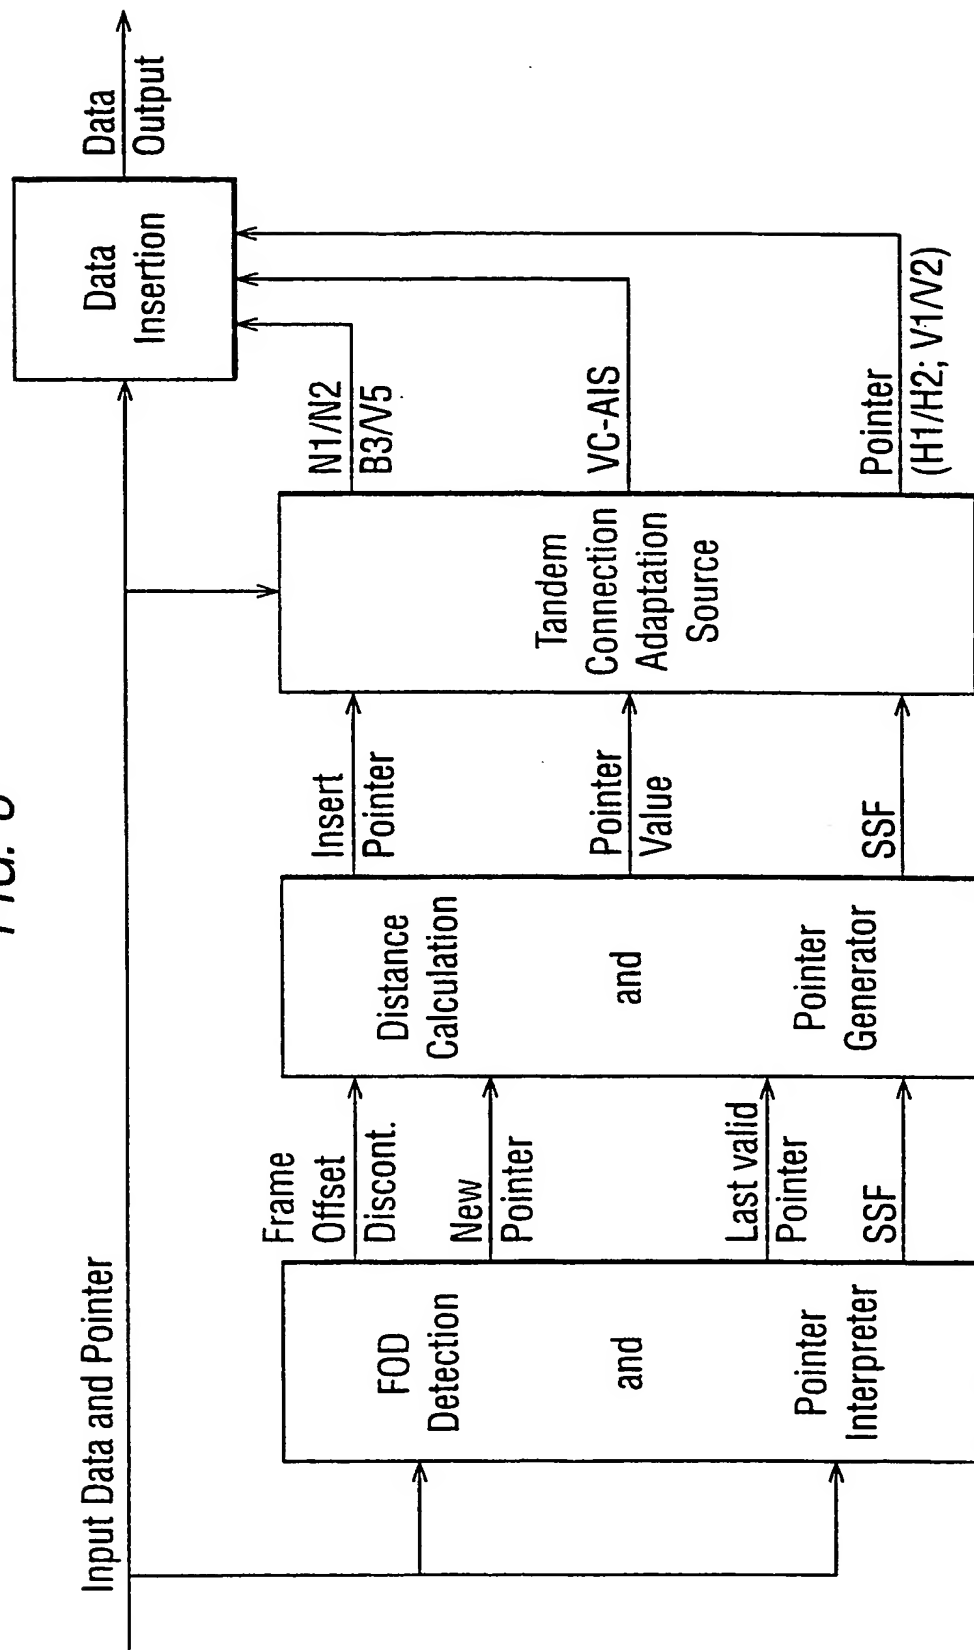 Input Data and Pointer
Data
Output
Data
Insertion
FOD
Detection
and
Pointer
Interpreter
Frame
Offset
Discont.
New
Pointer
Last valid
Pointer
SSF
Distance
Calculation
and
Pointer
Generator
Insert
Pointer
Pointer
Value
SSF
Tandem
Connection
Adaptation
Source
N1/N2
B3/V5
VC-AIS
Pointer
(H1/H2; V1/V2)